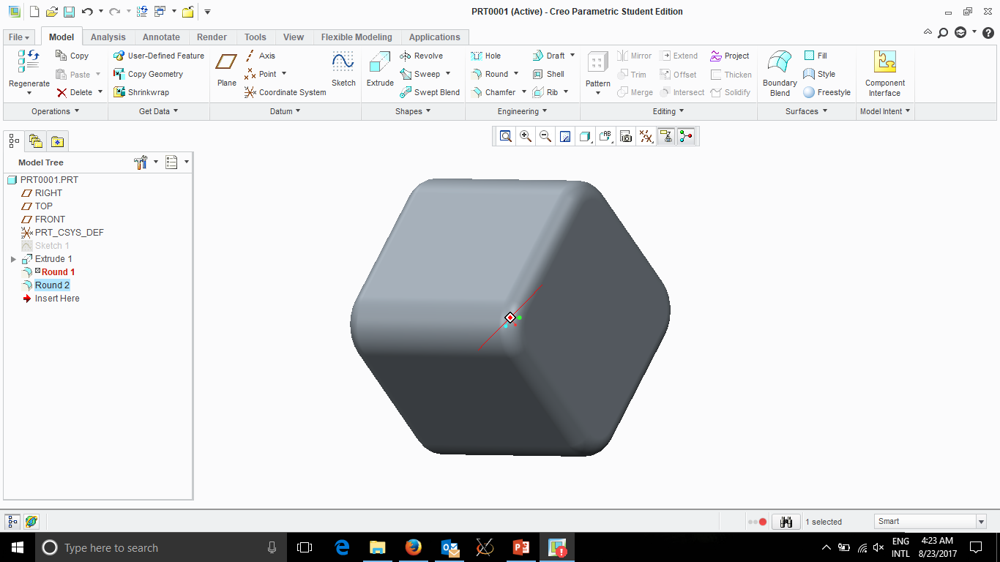 PRT0001 (Active) - Creo Parametric Student Edition
File Model Analysis Annotate Render Tools View Flexible Modeling Applications
Regenerate
Copy
Paste
Delete
Operations
User-Defined Feature
Copy Geometry
Shrinkwrap
Get Data
Plane
Axis
Point
Coordinate System
Sketch
Datum
Extrude
Revolve
Sweep
Swept Blend
Shapes
Hole
Round
Chamfer
Draft
Shell
Rib
Engineering
Pattern
Mirror
Trim
Merge
Extend
Offset
Intersect
Project
Thicken
Solidify
Editing
Boundary
Blend
Fill
Style
Freestyle
Surfaces
Component
Interface
Model Intent
Model Tree
PRT0001.PRT
RIGHT
TOP
FRONT
PRT_CSYS_DEF
Sketch 1
Extrude 1
Round 1
Round 2
Insert Here
1 selected
Smart
Type here to search
ENG
INTL
4:23 AM
8/23/2017